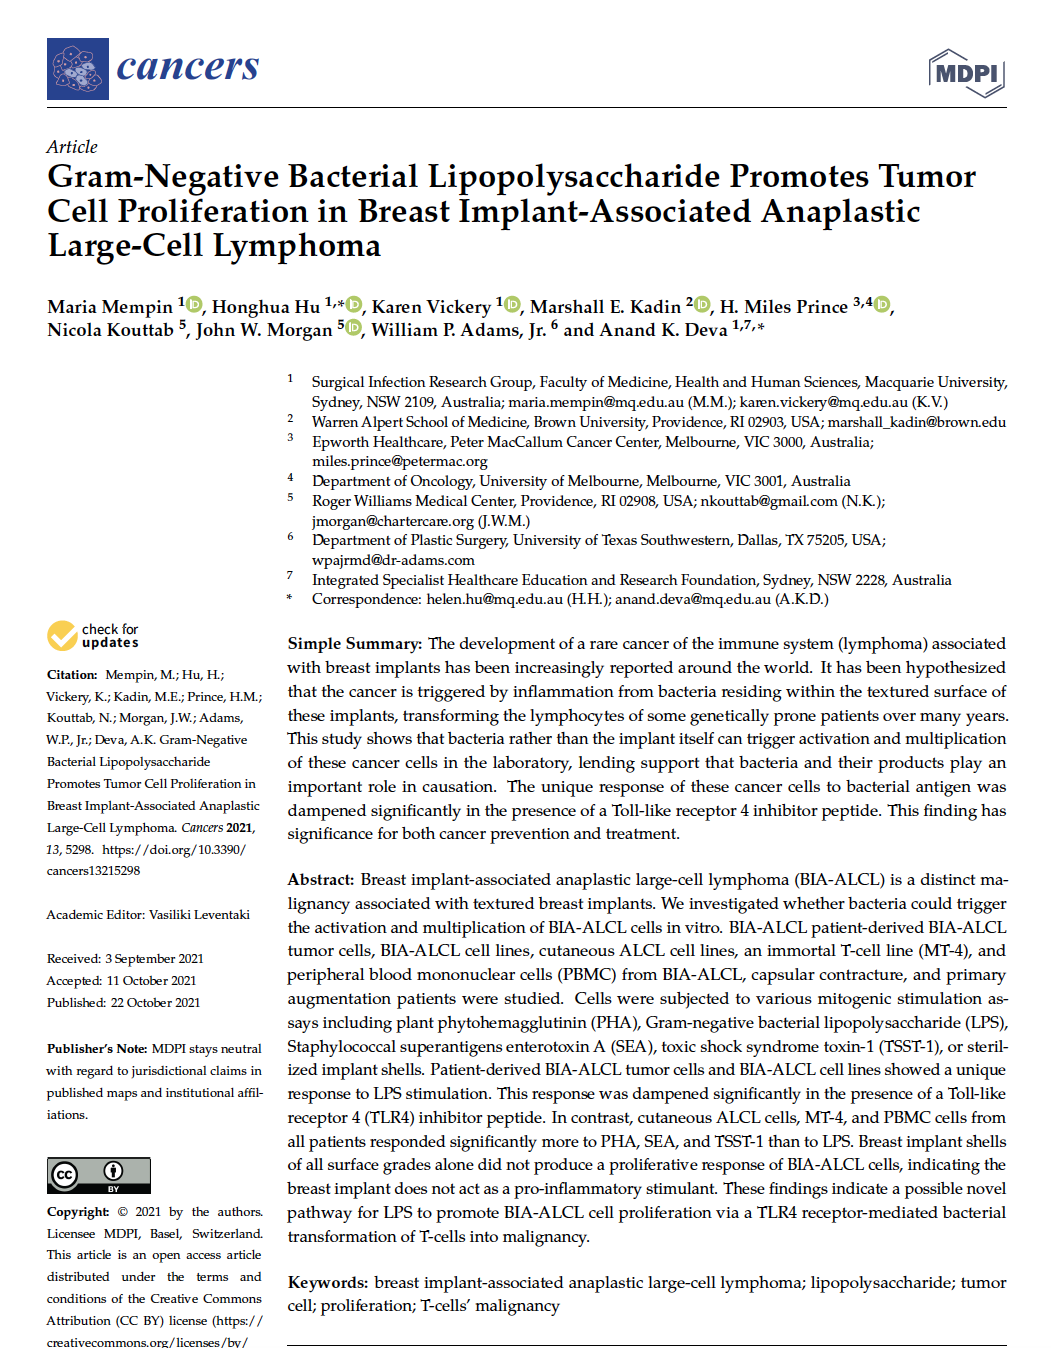 cancers
MDPI
Article
Gram-Negative Bacterial Lipopolysaccharide Promotes Tumor
Cell Proliferation in Breast Implant-Associated Anaplastic
Large-Cell Lymphoma
Maria Mempin 1 iD, Honghua Hu 1,* iD, Karen Vickery 1 iD, Marshall E. Kadin 2 iD, H. Miles Prince 3,4 iD,
Nicola Kouttab 5, John W. Morgan 5 iD, William P. Adams, Jr. 6 and Anand K. Deva 1,7,*
1 Surgical Infection Research Group, Faculty of Medicine, Health and Human Sciences, Macquarie University,
Sydney, NSW 2109, Australia; maria.mempin@mq.edu.au (M.M.); karen.vickery@mq.edu.au (K.V.)
2 Warren Alpert School of Medicine, Brown University, Providence, RI 02903, USA; marshall_kadin@brown.edu
3 Epworth Healthcare, Peter MacCallum Cancer Center, Melbourne, VIC 3000, Australia;
miles.prince@petermac.org
4 Department of Oncology, University of Melbourne, Melbourne, VIC 3001, Australia
5 Roger Williams Medical Center, Providence, RI 02908, USA; nkouttab@gmail.com (N.K.);
jmorgan@chartercare.org (J.W.M.)
6 Department of Plastic Surgery, University of Texas Southwestern, Dallas, TX 75205, USA;
wpajrmd@dr-adams.com
7 Integrated Specialist Healthcare Education and Research Foundation, Sydney, NSW 2228, Australia
* Correspondence: helen.hu@mq.edu.au (H.H.); anand.deva@mq.edu.au (A.K.D.)
check for
updates
Citation: Mempin, M.; Hu, H.;
Vickery, K.; Kadin, M.E.; Prince, H.M.;
Kouttab, N.; Morgan, J.W.; Adams,
W.P., Jr.; Deva, A.K. Gram-Negative
Bacterial Lipopolysaccharide
Promotes Tumor Cell Proliferation in
Breast Implant-Associated Anaplastic
Large-Cell Lymphoma. Cancers 2021,
13, 5298. https://doi.org/10.3390/
cancers13215298
Academic Editor: Vasiliki Leventaki
Received: 3 September 2021
Accepted: 11 October 2021
Published: 22 October 2021
Publisher's Note: MDPI stays neutral
with regard to jurisdictional claims in
published maps and institutional affil-
iations.
CC BY
Copyright: © 2021 by the authors.
Licensee MDPI, Basel, Switzerland.
This article is an open access article
distributed under the terms and
conditions of the Creative Commons
Attribution (CC BY) license (https://
creativecommons.org/licenses/by/
Simple Summary: The development of a rare cancer of the immune system (lymphoma) associated
with breast implants has been increasingly reported around the world. It has been hypothesized
that the cancer is triggered by inflammation from bacteria residing within the textured surface of
these implants, transforming the lymphocytes of some genetically prone patients over many years.
This study shows that bacteria rather than the implant itself can trigger activation and multiplication
of these cancer cells in the laboratory, lending support that bacteria and their products play an
important role in causation. The unique response of these cancer cells to bacterial antigen was
dampened significantly in the presence of a Toll-like receptor 4 inhibitor peptide. This finding has
significance for both cancer prevention and treatment.
Abstract: Breast implant-associated anaplastic large-cell lymphoma (BIA-ALCL) is a distinct ma-
lignancy associated with textured breast implants. We investigated whether bacteria could trigger
the activation and multiplication of BIA-ALCL cells in vitro. BIA-ALCL patient-derived BIA-ALCL
tumor cells, BIA-ALCL cell lines, cutaneous ALCL cell lines, an immortal T-cell line (MT-4), and
peripheral blood mononuclear cells (PBMC) from BIA-ALCL, capsular contracture, and primary
augmentation patients were studied. Cells were subjected to various mitogenic stimulation as-
says including plant phytohemagglutinin (PHA), Gram-negative bacterial lipopolysaccharide (LPS),
Staphylococcal superantigens enterotoxin A (SEA), toxic shock syndrome toxin-1 (TSST-1), or steril-
ized implant shells. Patient-derived BIA-ALCL tumor cells and BIA-ALCL cell lines showed a unique
response to LPS stimulation. This response was dampened significantly in the presence of a Toll-like
receptor 4 (TLR4) inhibitor peptide. In contrast, cutaneous ALCL cells, MT-4, and PBMC cells from
all patients responded significantly more to PHA, SEA, and TSST-1 than to LPS. Breast implant shells
of all surface grades alone did not produce a proliferative response of BIA-ALCL cells, indicating the
breast implant does not act as a pro-inflammatory stimulant. These findings indicate a possible novel
pathway for LPS to promote BIA-ALCL cell proliferation via a TLR4 receptor-mediated bacterial
transformation of T-cells into malignancy.
Keywords: breast implant-associated anaplastic large-cell lymphoma; lipopolysaccharide; tumor
cell; proliferation; T-cells' malignancy